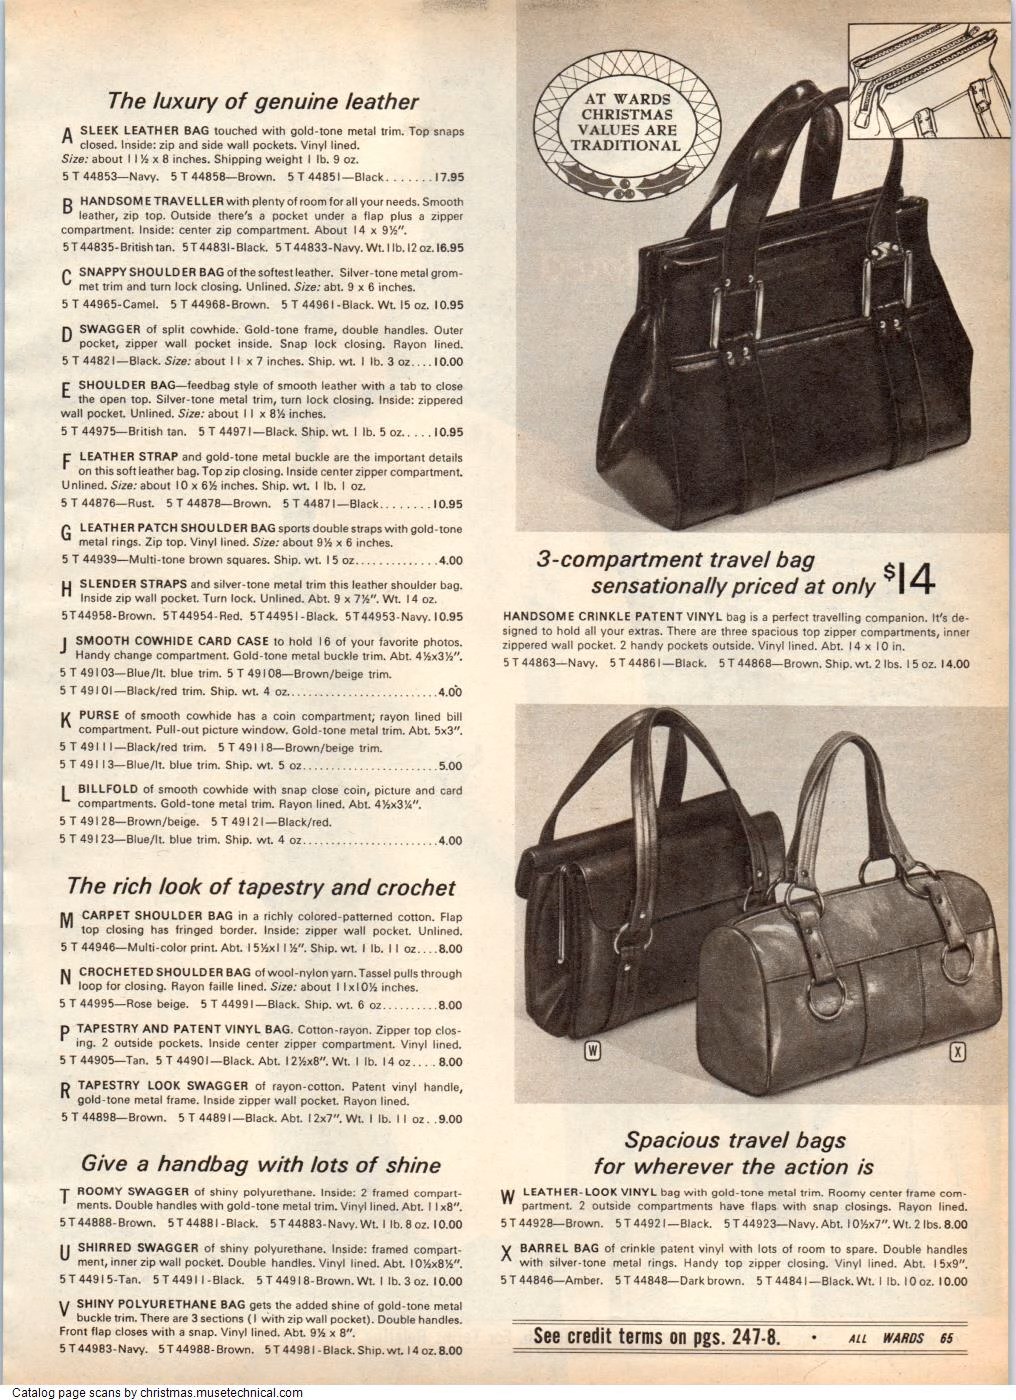 The luxury of genuine leather
A SLEEK LEATHER BAG touched with gold-tone metal trim. Top snaps
closed. Inside: zip and side wall pockets. Vinyl lined.
Size: about 11½ x 8 inches. Shipping weight 1 lb. 9 oz.
5 T 44853—Navy. 5 T 44858—Brown. 5 T 44851—Black.......17.95
B HANDSOME TRAVELLER with plenty of room for all your needs. Smooth
leather, zip top. Outside there's a pocket under a flap plus a zipper
compartment. Inside: center zip compartment. About 14 x 9½".
5 T 44835-British tan. 5 T 44831-Black. 5 T 44833-Navy. Wt. 1 lb. 12 oz. 16.95
C SNAPPY SHOULDER BAG of the softest leather. Silver-tone metal grom-
met trim and turn lock closing. Unlined. Size: abt. 9 x 6 inches.
5 T 44965-Camel. 5 T 44968-Brown. 5 T 44961-Black. Wt. 15 oz. 10.95
D SWAGGER of split cowhide. Gold-tone frame, double handles. Outer
pocket, zipper wall pocket inside. Snap lock closing. Rayon lined.
5 T 44821—Black. Size: about 11 x 7 inches. Ship. wt. 1 lb. 3 oz....10.00
E SHOULDER BAG—feedbag style of smooth leather with a tab to close
the open top. Silver-tone metal trim, turn lock closing. Inside: zippered
wall pocket. Unlined. Size: about 11 x 8½ inches.
5 T 44975—British tan. 5 T 44971—Black. Ship. wt. 1 lb. 5 oz.....10.95
F LEATHER STRAP and gold-tone metal buckle are the important details
on this soft leather bag. Top zip closing. Inside center zipper compartment.
Unlined. Size: about 10 x 6½ inches. Ship. wt. 1 lb. 1 oz.
5 T 44876—Rust. 5 T 44878—Brown. 5 T 44871—Black........10.95
G LEATHER PATCH SHOULDER BAG sports double straps with gold-tone
metal rings. Zip top. Vinyl lined. Size: about 9½ x 6 inches.
5 T 44939—Multi-tone brown squares. Ship. wt. 15 oz..............4.00
H SLENDER STRAPS and silver-tone metal trim this leather shoulder bag.
Inside zip wall pocket. Turn lock. Unlined. Abt. 9 x 7½". Wt. 14 oz.
5 T 44958-Brown. 5 T 44954-Red. 5 T 44951-Black. 5 T 44953-Navy. 10.95
J SMOOTH COWHIDE CARD CASE to hold 16 of your favorite photos.
Handy change compartment. Gold-tone metal buckle trim. Abt. 4½x3½".
5 T 49103—Blue/lt. blue trim. 5 T 49108—Brown/beige trim.
5 T 49101—Black/red trim. Ship. wt. 4 oz.........................4.00
K PURSE of smooth cowhide has a coin compartment; rayon lined bill
compartment. Pull-out picture window. Gold-tone metal trim. Abt. 5x3".
5 T 49111—Black/red trim. 5 T 49118—Brown/beige trim.
5 T 49113—Blue/lt. blue trim. Ship. wt. 5 oz.......................5.00
L BILLFOLD of smooth cowhide with snap close coin, picture and card
compartments. Gold-tone metal trim. Rayon lined. Abt. 4½x3¼".
5 T 49128—Brown/beige. 5 T 49121—Black/red.
5 T 49123—Blue/lt. blue trim. Ship. wt. 4 oz.......................4.00
The rich look of tapestry and crochet
M CARPET SHOULDER BAG in a richly colored-patterned cotton. Flap
top closing has fringed border. Inside: zipper wall pocket. Unlined.
5 T 44946—Multi-color print. Abt. 15½x11½". Ship. wt. 1 lb. 11 oz....8.00
N CROCHETED SHOULDER BAG of wool-nylon yarn. Tassel pulls through
loop for closing. Rayon faille lined. Size: about 11x10½ inches.
5 T 44995—Rose beige. 5 T 44991—Black. Ship. wt. 6 oz..........8.00
P TAPESTRY AND PATENT VINYL BAG. Cotton-rayon. Zipper top clos-
ing. 2 outside pockets. Inside center zipper compartment. Vinyl lined.
5 T 44905—Tan. 5 T 44901—Black. Abt. 12½x8". Wt. 1 lb. 14 oz....8.00
R TAPESTRY LOOK SWAGGER of rayon-cotton. Patent vinyl handle,
gold-tone metal frame. Inside zipper wall pocket. Rayon lined.
5 T 44898—Brown. 5 T 44891—Black. Abt. 12x7". Wt. 1 lb. 11 oz..9.00
Give a handbag with lots of shine
T ROOMY SWAGGER of shiny polyurethane. Inside: 2 framed compart-
ments. Double handles with gold-tone metal trim. Vinyl lined. Abt. 11x8".
5 T 44888-Brown. 5 T 44881-Black. 5 T 44883-Navy. Wt. 1 lb. 8 oz. 10.00
U SHIRRED SWAGGER of shiny polyurethane. Inside: framed compart-
ment, inner zip wall pocket. Double handles. Vinyl lined. Abt. 10½x8½".
5 T 44915-Tan. 5 T 44911-Black. 5 T 44918-Brown. Wt. 1 lb. 3 oz. 10.00
V SHINY POLYURETHANE BAG gets the added shine of gold-tone metal
buckle trim. There are 3 sections (1 with zip wall pocket). Double handles.
Front flap closes with a snap. Vinyl lined. Abt. 9½ x 8".
5 T 44983-Navy. 5 T 44988-Brown. 5 T 44981-Black. Ship. wt. 14 oz. 8.00
AT WARDS
CHRISTMAS
VALUES ARE
TRADITIONAL
3-compartment travel bag
sensationally priced at only $14
HANDSOME CRINKLE PATENT VINYL bag is a perfect travelling companion. It's de-
signed to hold all your extras. There are three spacious top zipper compartments, inner
zippered wall pocket. 2 handy pockets outside. Vinyl lined. Abt. 14 x 10 in.
5 T 44863—Navy. 5 T 44861—Black. 5 T 44868—Brown. Ship. wt. 2 lbs. 15 oz. 14.00
W
X
Spacious travel bags
for wherever the action is
W LEATHER-LOOK VINYL bag with gold-tone metal trim. Roomy center frame com-
partment. 2 outside compartments have flaps with snap closings. Rayon lined.
5 T 44928—Brown. 5 T 44921—Black. 5 T 44923—Navy. Abt. 10½x7". Wt. 2 lbs. 8.00
X BARREL BAG of crinkle patent vinyl with lots of room to spare. Double handles
with silver-tone metal rings. Handy top zipper closing. Vinyl lined. Abt. 15x9".
5 T 44846—Amber. 5 T 44848—Dark brown. 5 T 44841—Black. Wt. 1 lb. 10 oz. 10.00
See credit terms on pgs. 247-8. • ALL WARDS 65
Catalog page scans by christmas.musetechnical.com